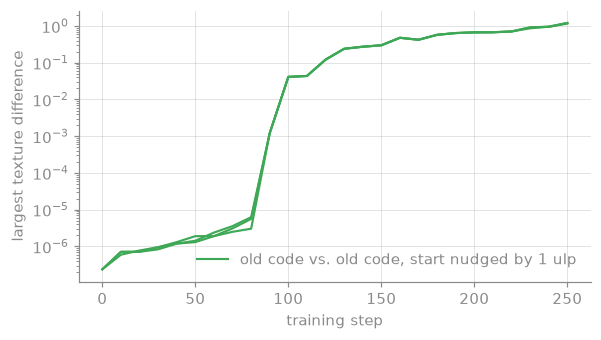 10⁰
10⁻¹
10⁻²
10⁻³
10⁻⁴
10⁻⁵
10⁻⁶
largest texture difference
old code vs. old code, start nudged by 1 ulp
0 50 100 150 200 250
training step